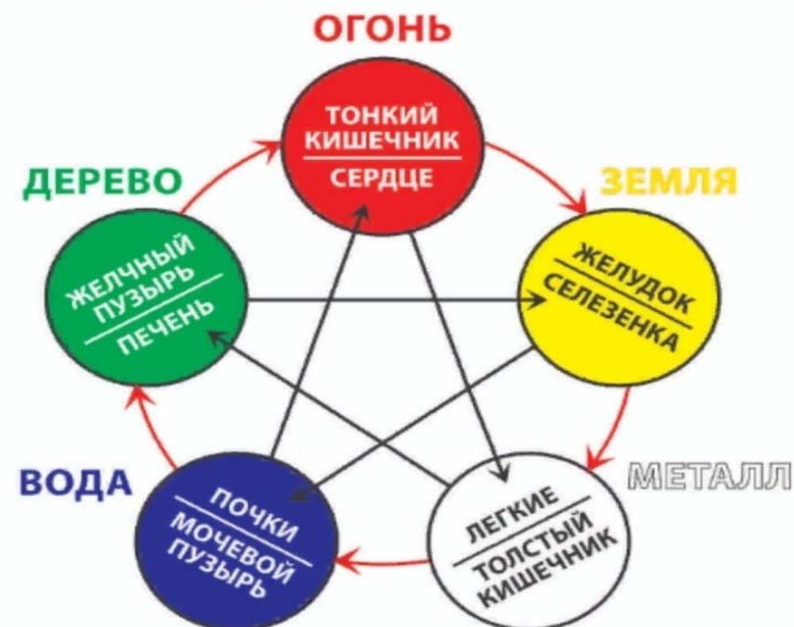 ОГОНЬ
ТОНКИЙ
КИШЕЧНИК
СЕРДЦЕ
ДЕРЕВО
ЖЕЛЧНЫЙ
ПУЗЫРЬ
ПЕЧЕНЬ
ЗЕМЛЯ
ЖЕЛУДОК
СЕЛЕЗЕНКА
ВОДА
ПОЧКИ
МОЧЕВОЙ
ПУЗЫРЬ
МЕТАЛЛ
ЛЕГКИЕ
ТОЛСТЫЙ
КИШЕЧНИК